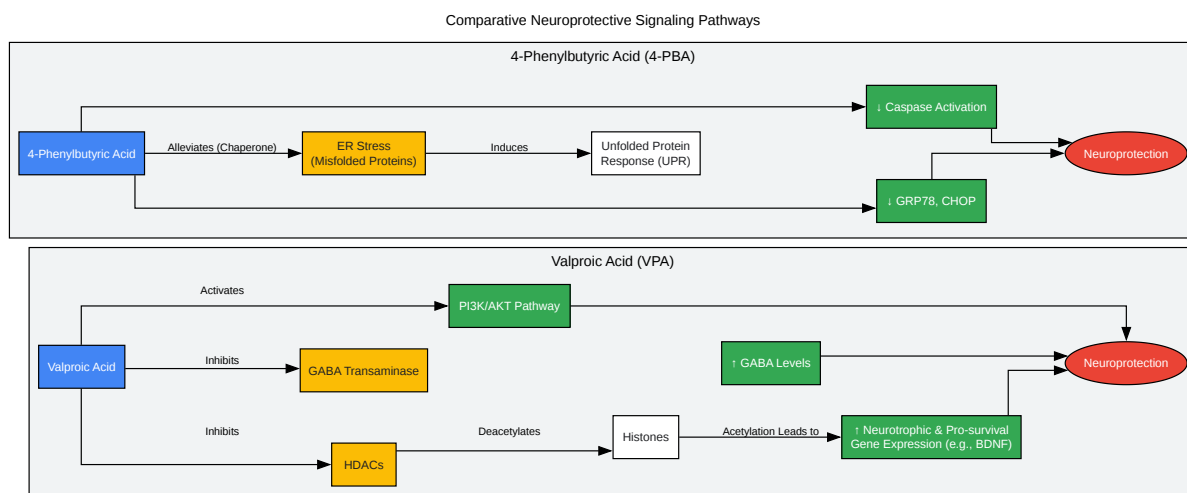 Comparative Neuroprotective Signaling Pathways
4-Phenylbutyric Acid (4-PBA)
↓ Caspase Activation
4-Phenylbutyric Acid
Alleviates (Chaperone)
ER Stress
(Misfolded Proteins)
Induces
Unfolded Protein
Response (UPR)
Neuroprotection
↓ GRP78, CHOP
Valproic Acid (VPA)
Activates
PI3K/AKT Pathway
Valproic Acid
Inhibits
GABA Transaminase
↑ GABA Levels
Neuroprotection
Inhibits
HDACs
Deacetylates
Histones
Acetylation Leads to
↑ Neurotrophic & Pro-survival
Gene Expression (e.g., BDNF)